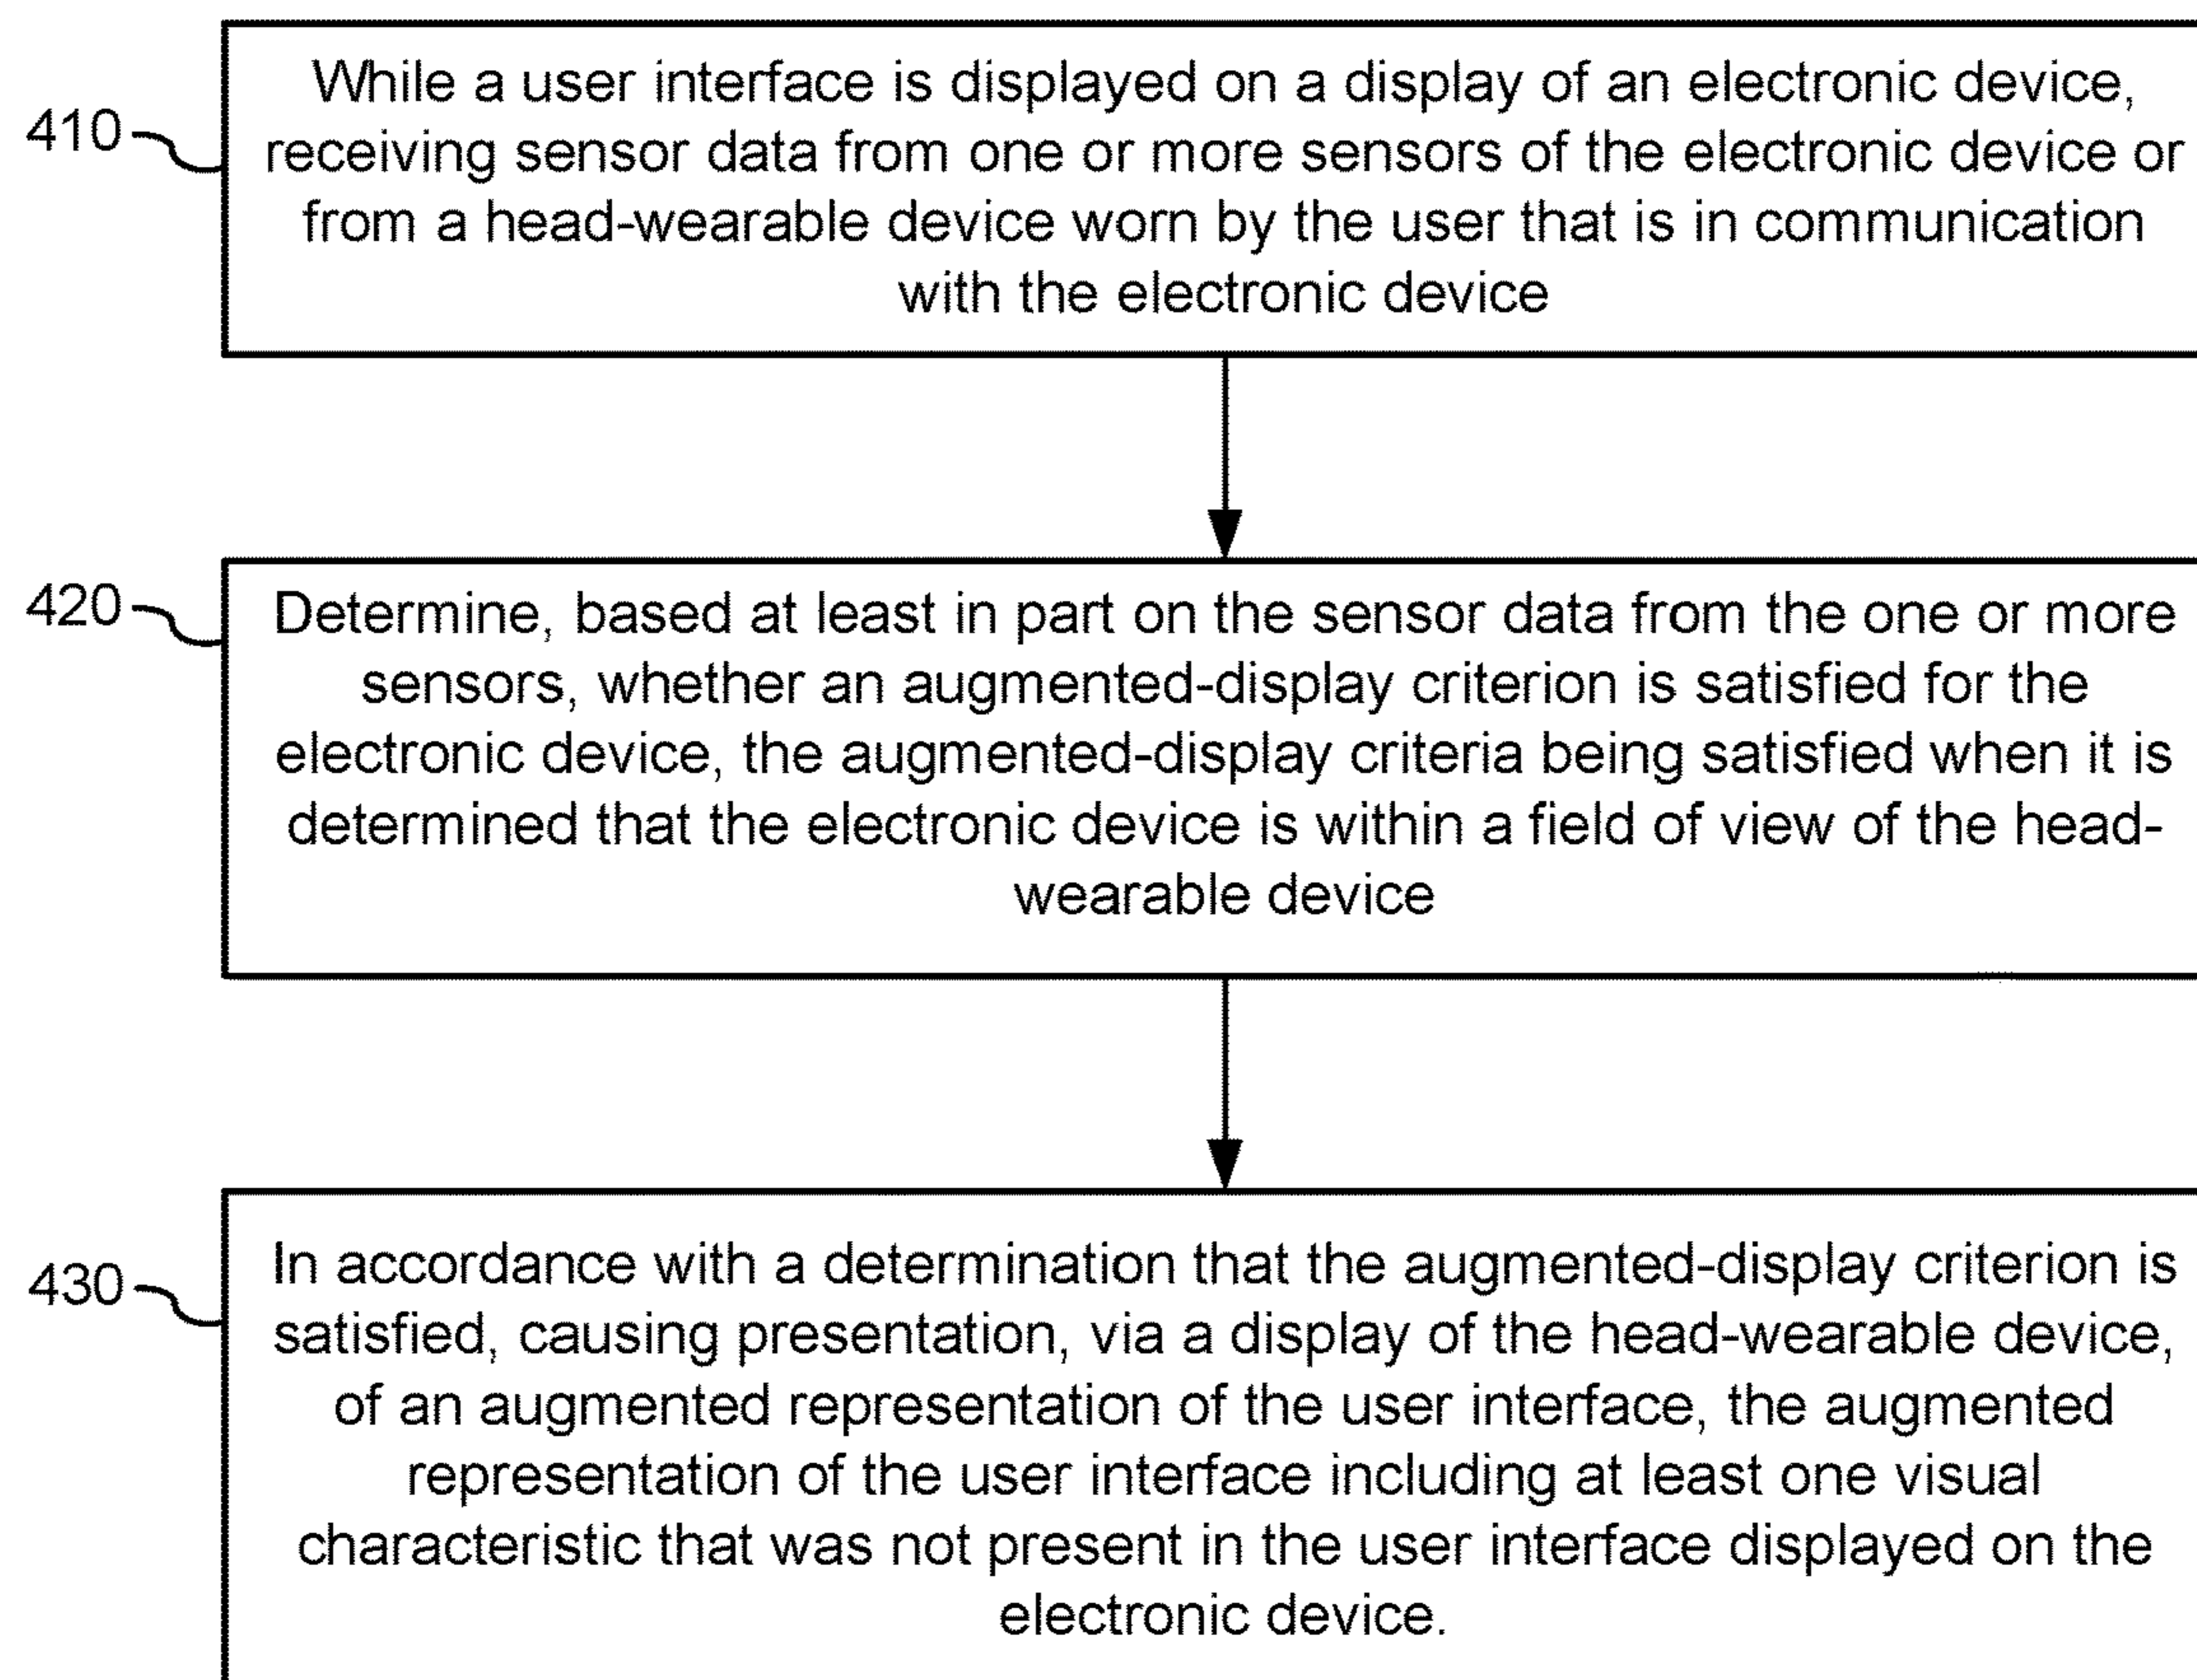 410
While a user interface is displayed on a display of an electronic device,
receiving sensor data from one or more sensors of the electronic device or
from a head-wearable device worn by the user that is in communication
with the electronic device
420
Determine, based at least in part on the sensor data from the one or more
sensors, whether an augmented-display criterion is satisfied for the
electronic device, the augmented-display criteria being satisfied when it is
determined that the electronic device is within a field of view of the head-
wearable device
430
In accordance with a determination that the augmented-display criterion is
satisfied, causing presentation, via a display of the head-wearable device,
of an augmented representation of the user interface, the augmented
representation of the user interface including at least one visual
characteristic that was not present in the user interface displayed on the
electronic device.